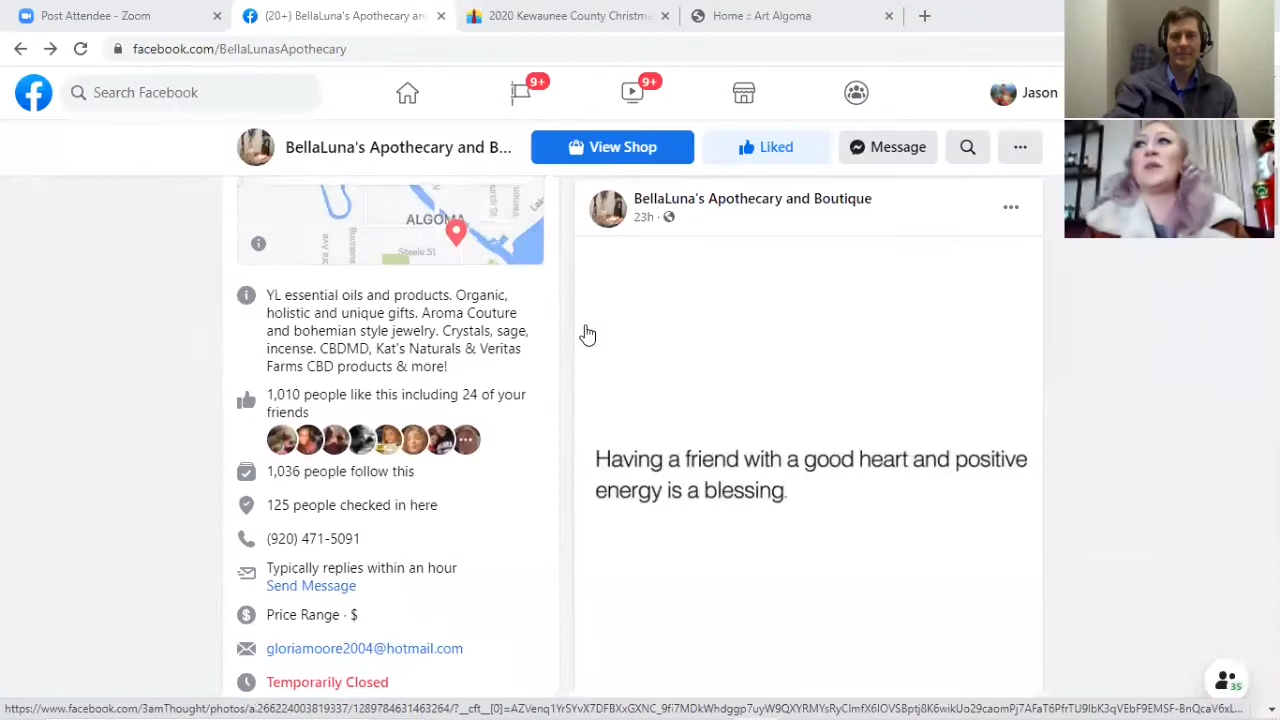 Post Attendee - Zoom
(20+) BellaLuna's Apothecary an
2020 Kewaunee County Christm
Home :: Art Algoma
facebook.com/BellaLunasApothecary
Search Facebook
9+
9+
Jason
BellaLuna's Apothecary and B...
View Shop
Liked
Message
ALGOMA
Steele St
BellaLuna's Apothecary and Boutique
23h
YL essential oils and products. Organic,
holistic and unique gifts. Aroma Couture
and bohemian style jewelry. Crystals, sage,
incense. CBDMD, Kat's Naturals & Veritas
Farms CBD products & more!
1,010 people like this including 24 of your
friends
1,036 people follow this
125 people checked in here
(920) 471-5091
Typically replies within an hour
Send Message
Price Range · $
gloriamoore2004@hotmail.com
Temporarily Closed
Having a friend with a good heart and positive
energy is a blessing.
35